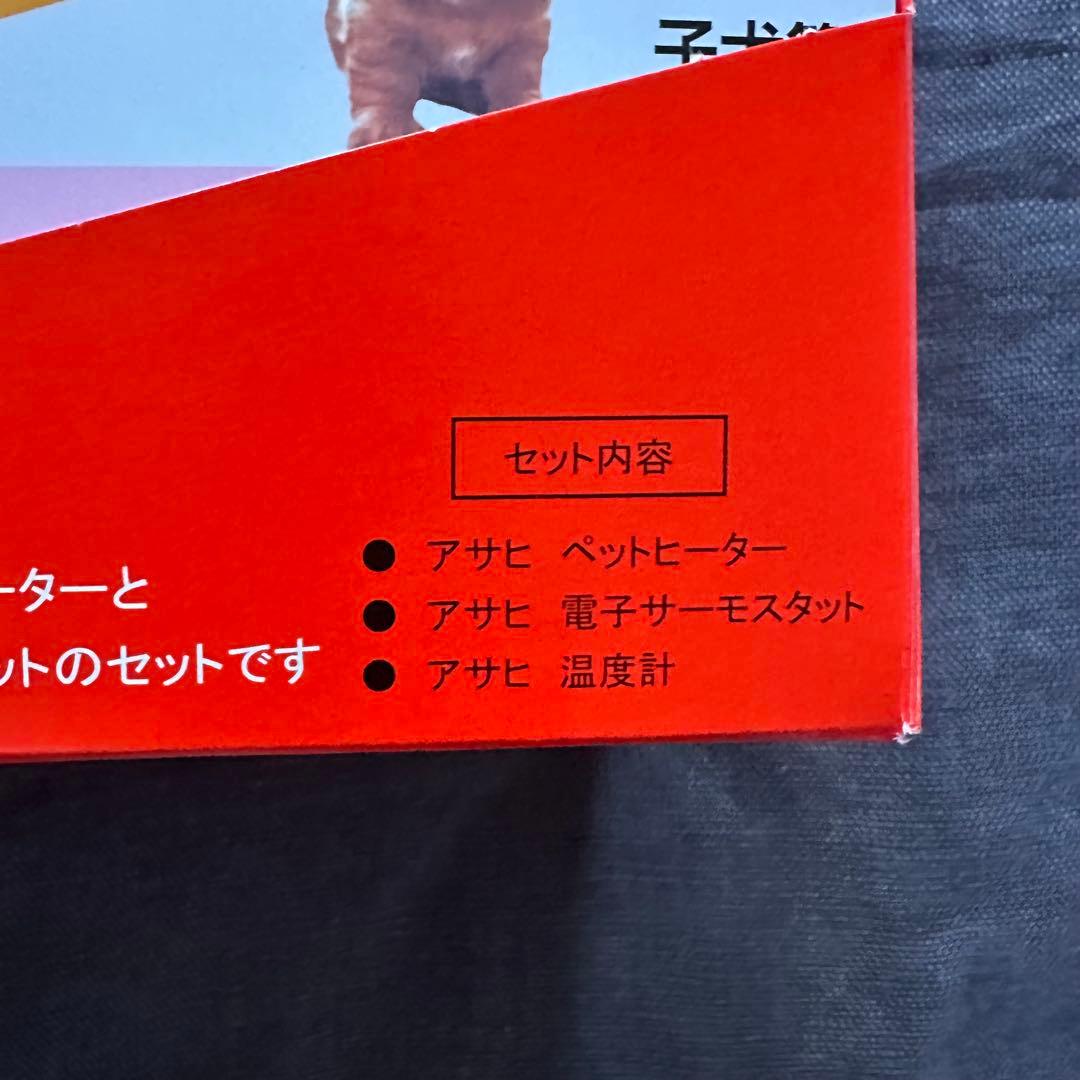 子犬
セット内容
● アサヒ ペットヒーター
● アサヒ 電子サーモスタット
● アサヒ 温度計
ーターと
ットのセットです